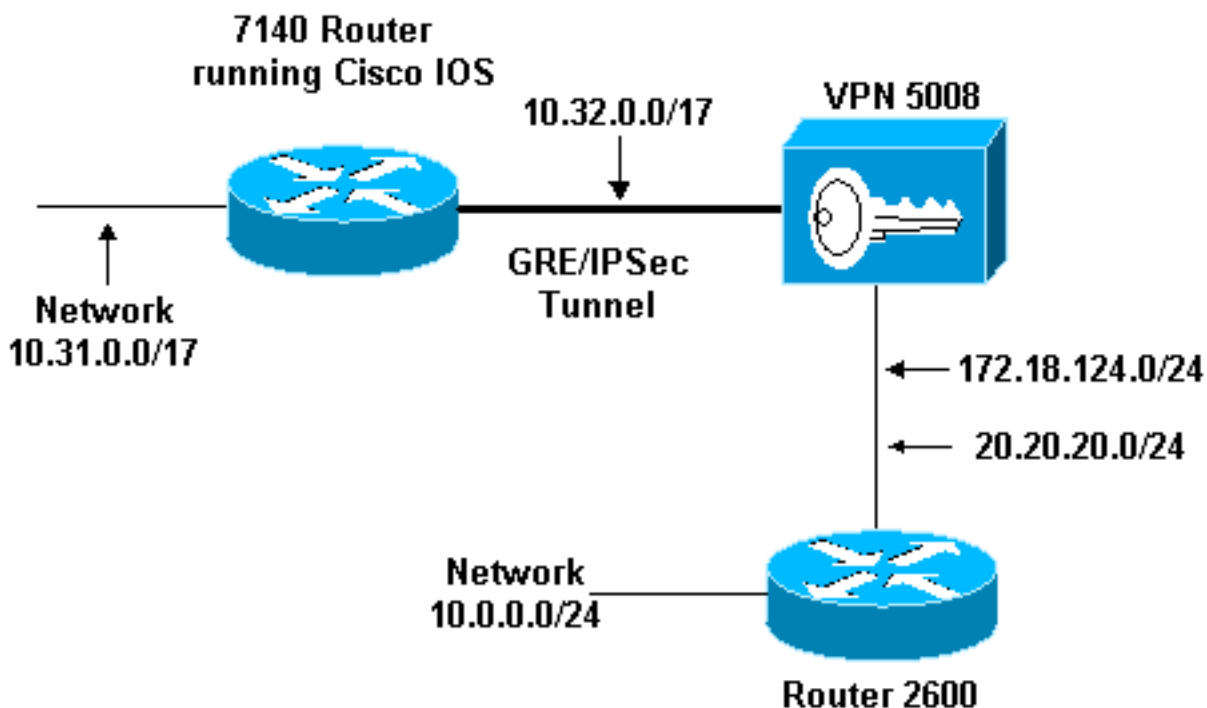 7140 Router
running Cisco IOS
10.32.0.0/17
VPN 5008
GRE/IPSec
Tunnel
Network
10.31.0.0/17
172.18.124.0/24
20.20.20.0/24
Network
10.0.0.0/24
Router 2600